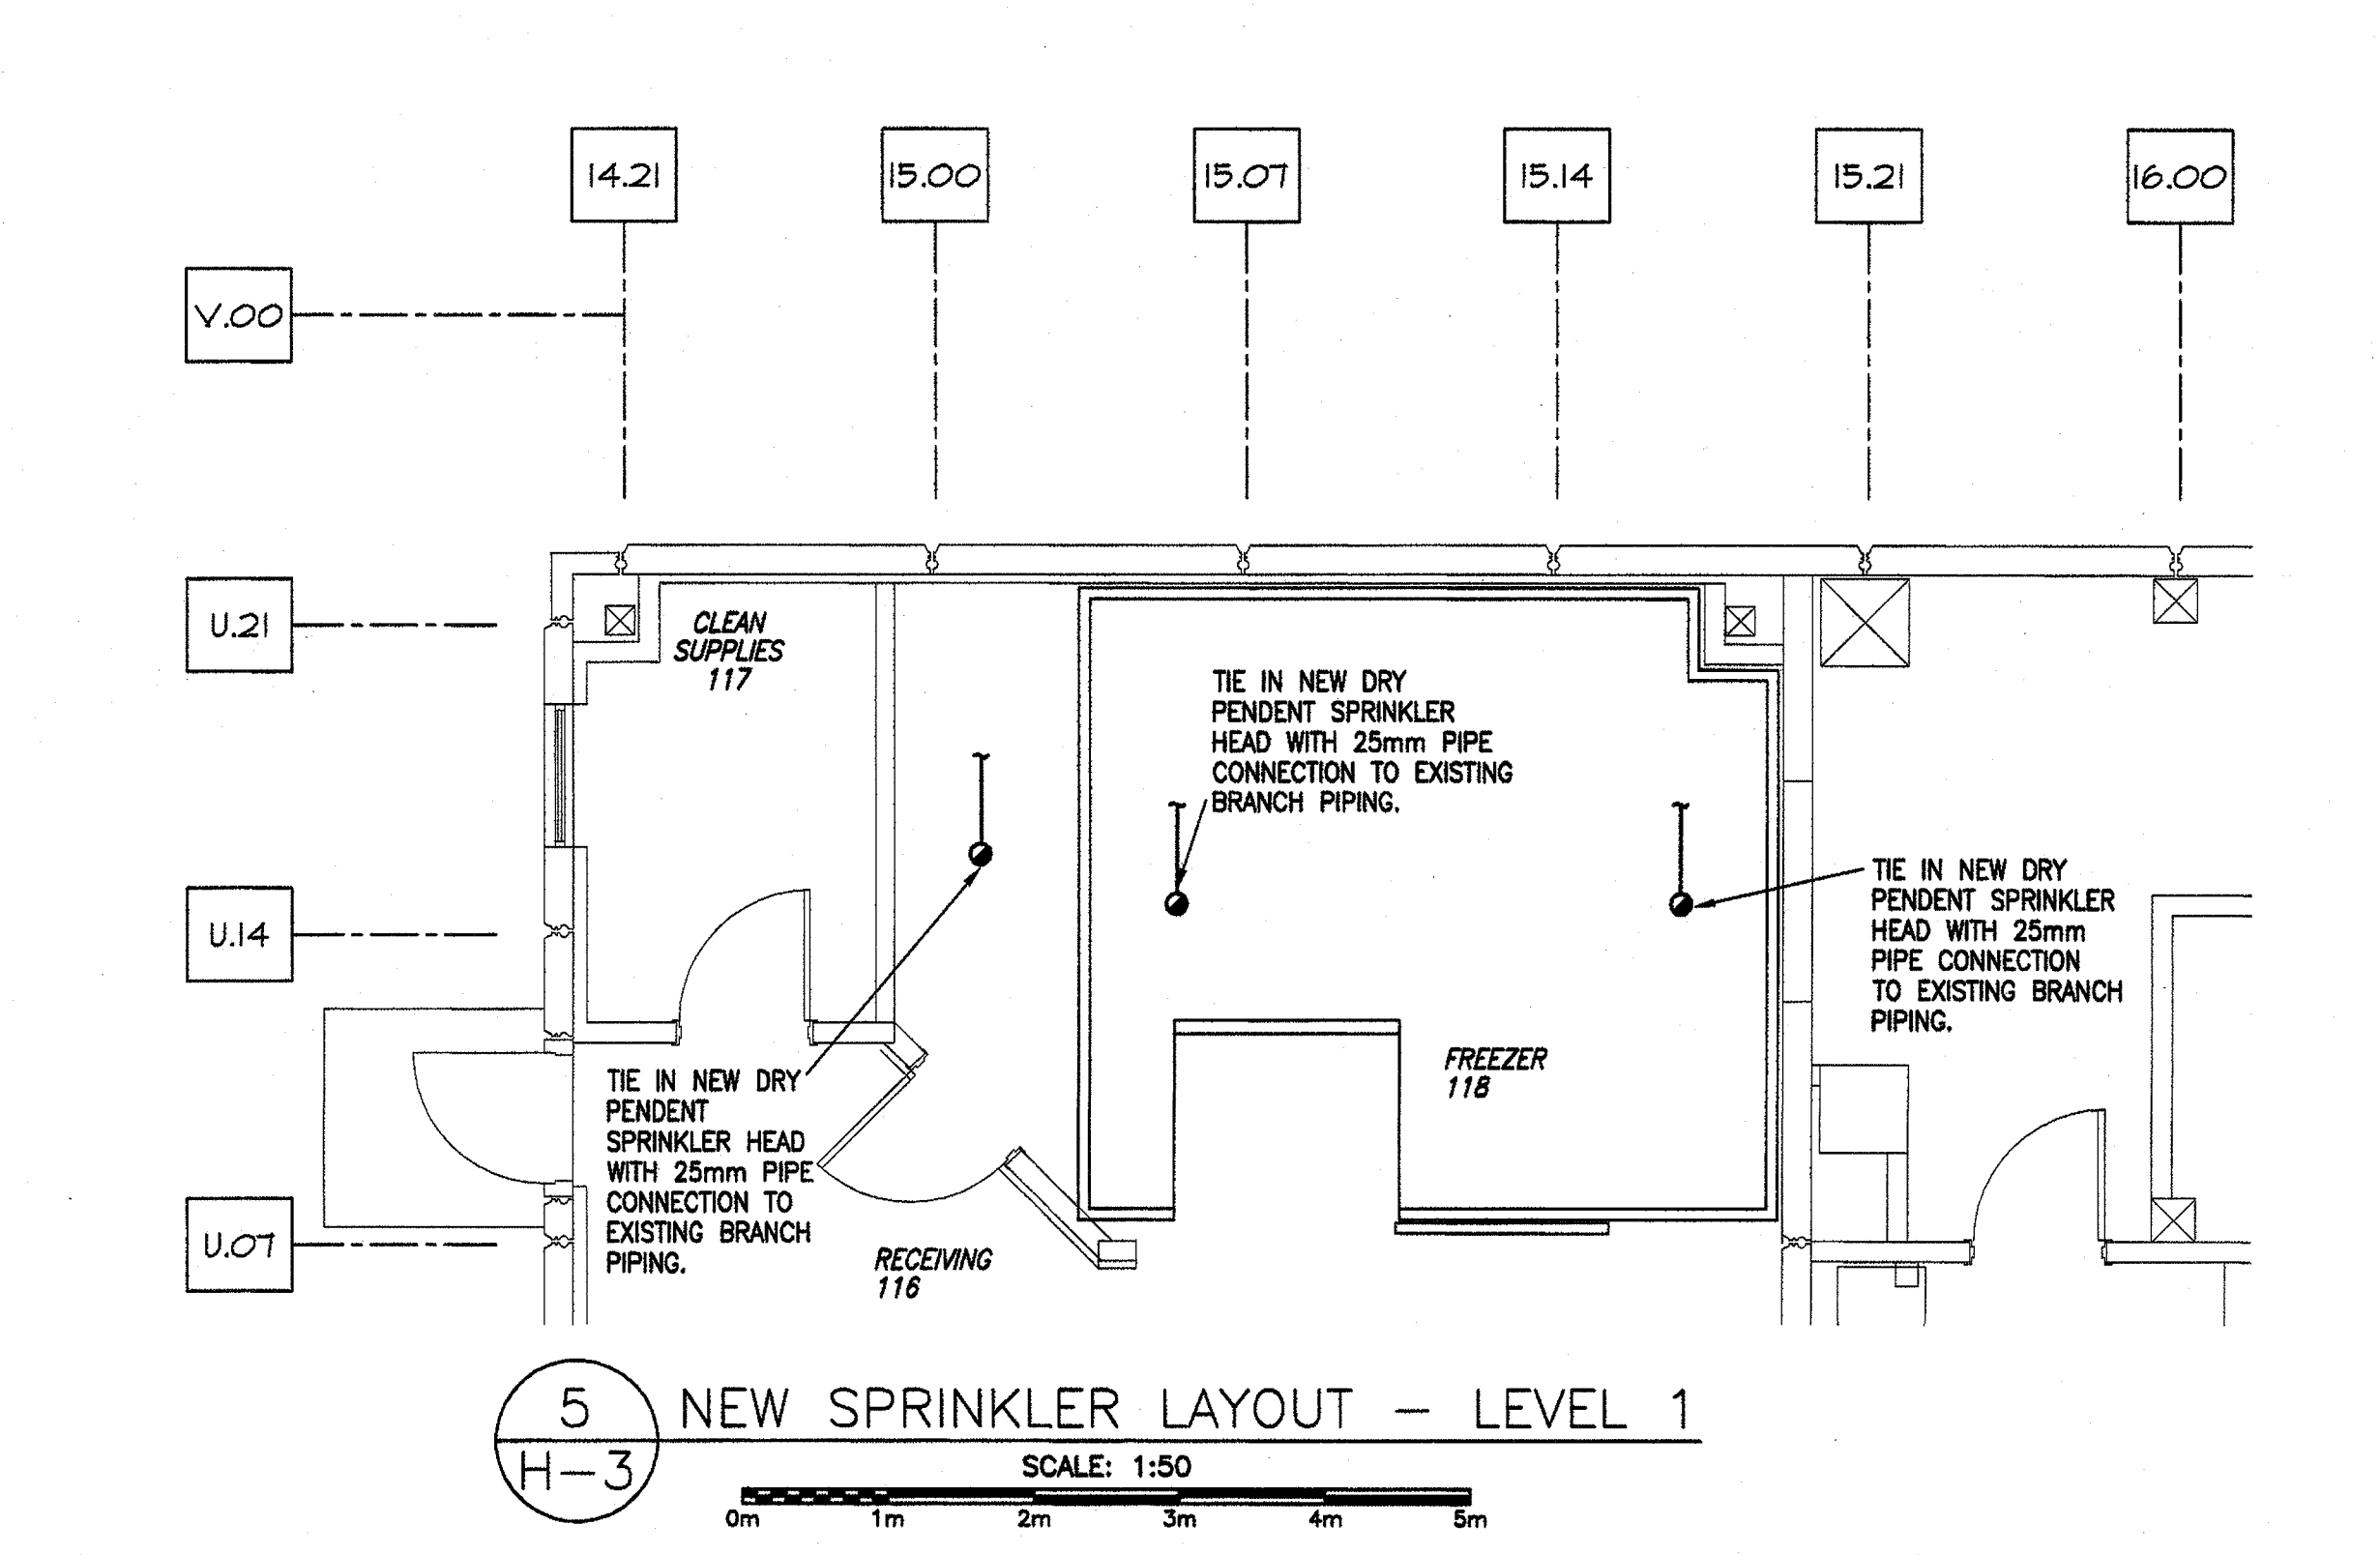 14.21
15.00
15.07
15.14
15.21
16.00
V.00
U.21
U.14
U.07
CLEAN
SUPPLIES
117
TIE IN NEW DRY
PENDENT SPRINKLER
HEAD WITH 25mm PIPE
CONNECTION TO EXISTING
BRANCH PIPING.
TIE IN NEW DRY
PENDENT SPRINKLER
HEAD WITH 25mm
PIPE CONNECTION
TO EXISTING BRANCH
PIPING.
FREEZER
118
TIE IN NEW DRY
PENDENT
SPRINKLER HEAD
WITH 25mm PIPE
CONNECTION TO
EXISTING BRANCH
PIPING.
RECEIVING
116
5
H-3
NEW SPRINKLER LAYOUT - LEVEL 1
SCALE: 1:50
0m 1m 2m 3m 4m 5m